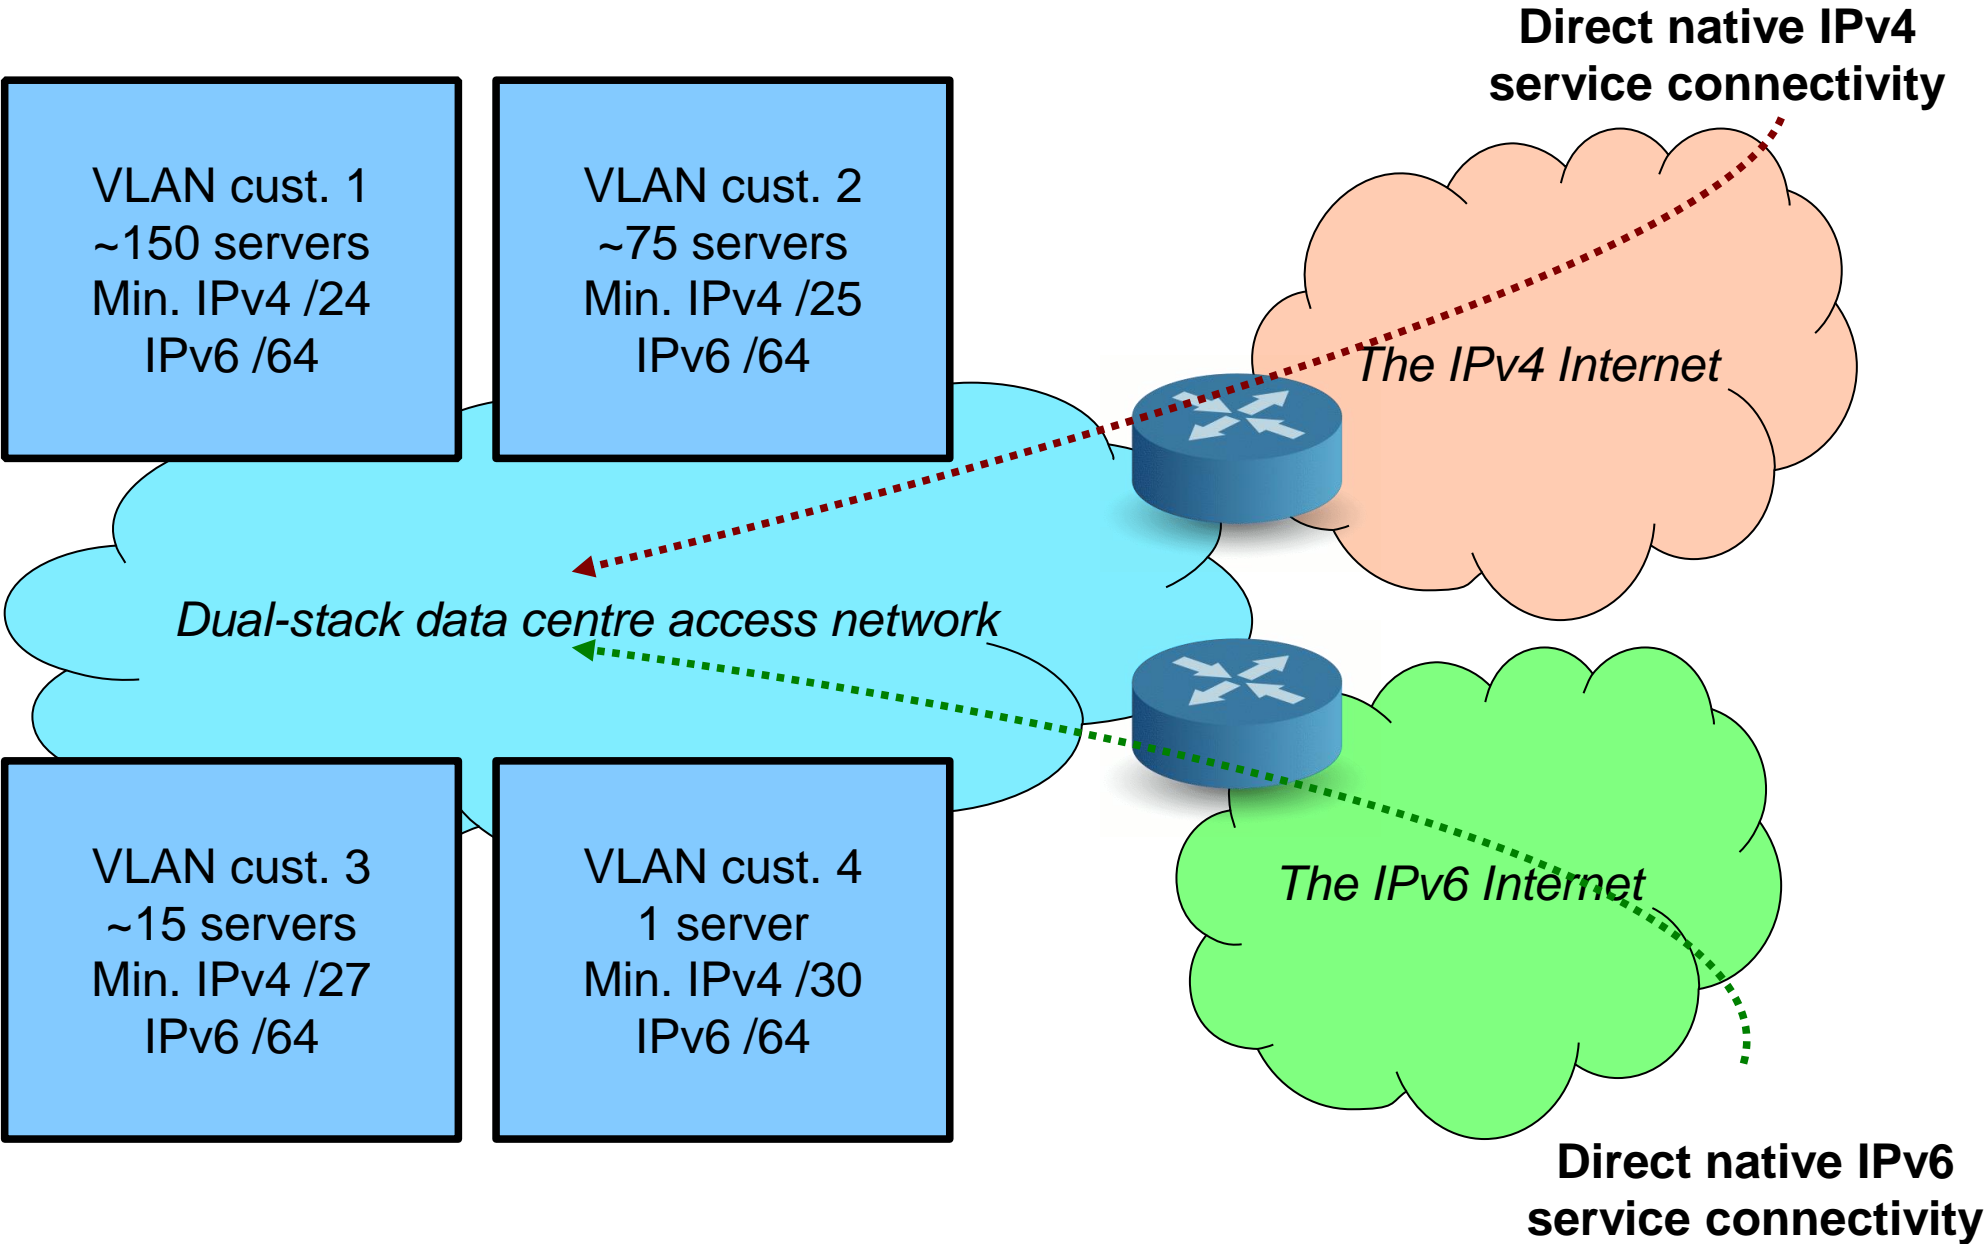 Direct native IPv4
service connectivity
VLAN cust. 1
~150 servers
Min. IPv4 /24
IPv6 /64
VLAN cust. 2
~75 servers
Min. IPv4 /25
IPv6 /64
The IPv4 Internet
Dual-stack data centre access network
VLAN cust. 3
~15 servers
Min. IPv4 /27
IPv6 /64
VLAN cust. 4
1 server
Min. IPv4 /30
IPv6 /64
The IPv6 Internet
Direct native IPv6
service connectivity